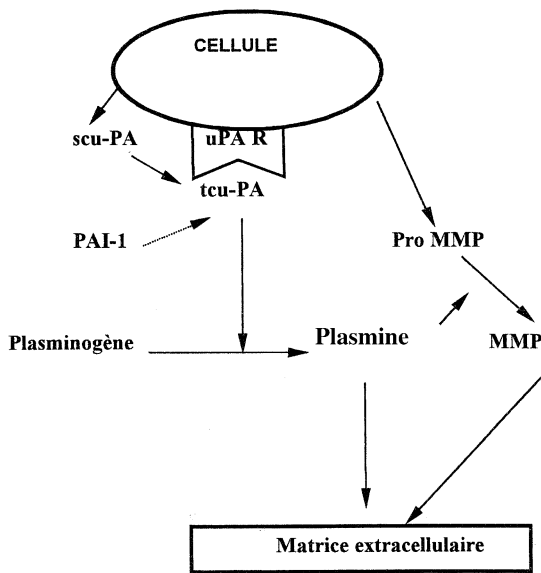 CELLULE
scu-PA
uPA R
tcu-PA
PAI-1
Pro MMP
Plasminogène
Plasmine
MMP
Matrice extracellulaire